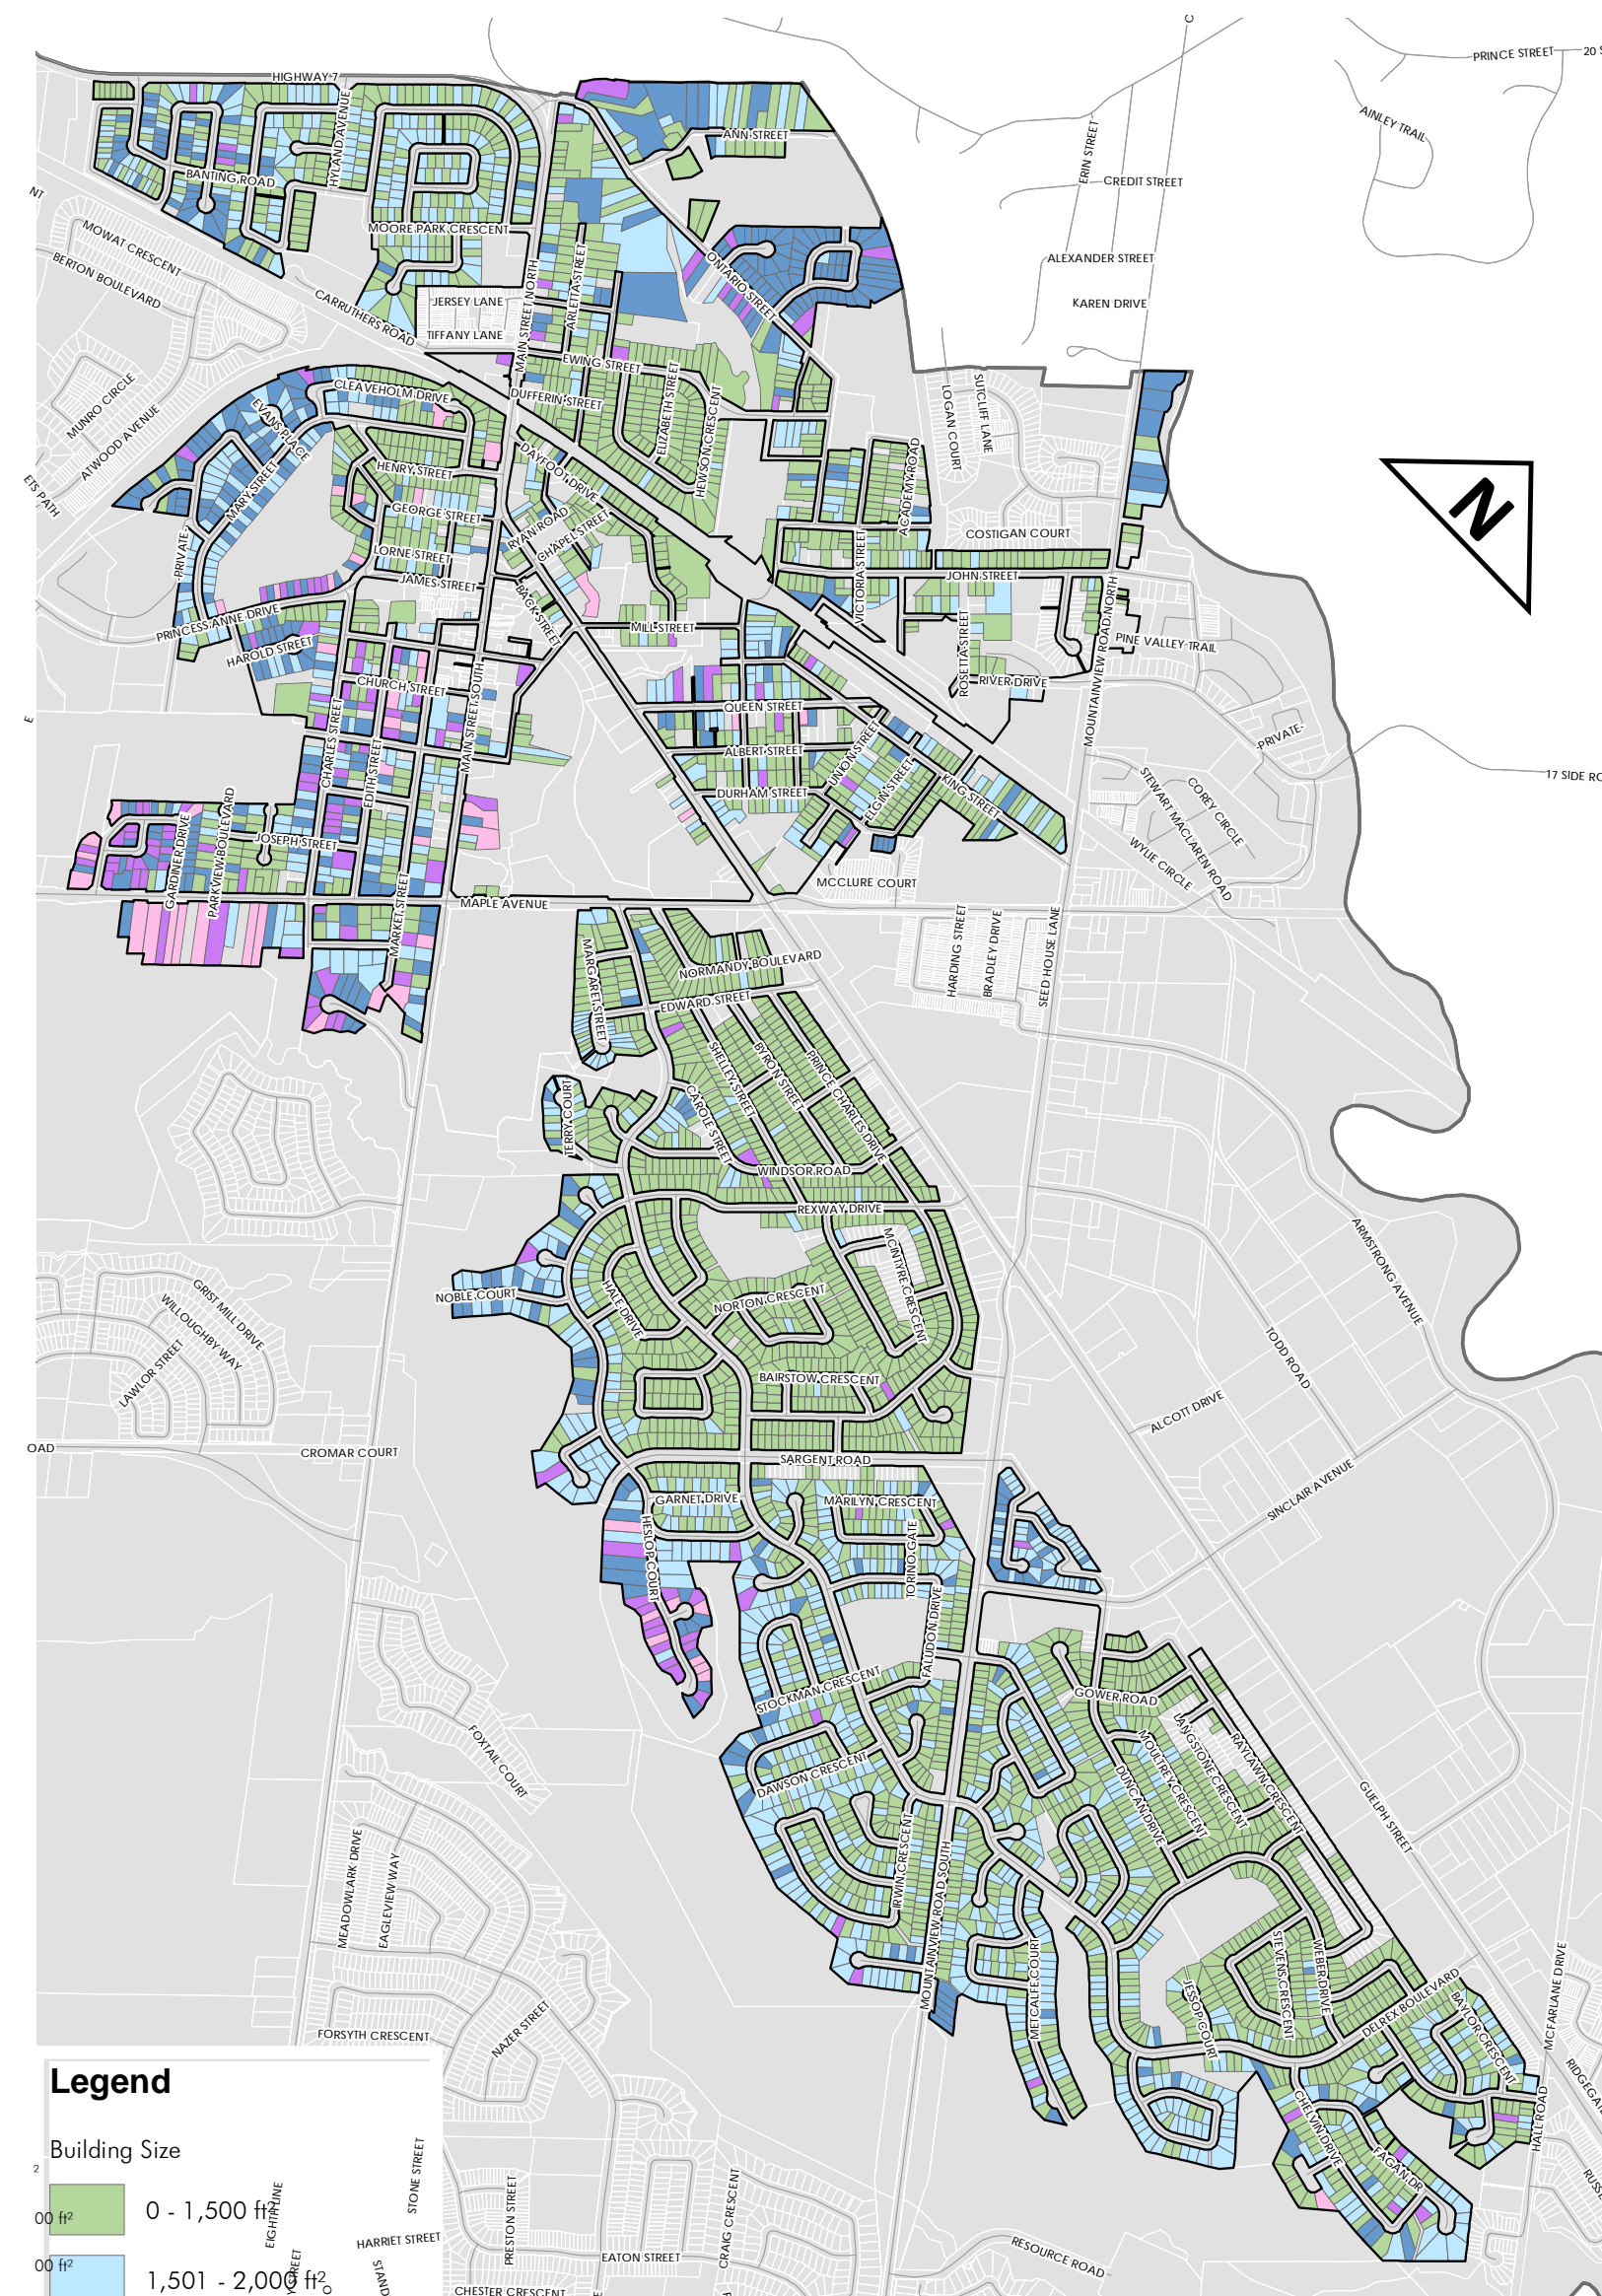 C
PRINCE STREET
20 S
HIGHWAY 7
AINLEY TRAIL
ERIN STREET
HYLAND AVENUE
ANN STREET
CREDIT STREET
BANTING ROAD
NT
MOWAT CRESCENT
MOORE PARK CRESCENT
BERTON BOULEVARD
ONTARIO STREET
ALEXANDER STREET
ARLETTA STREET
MAIN STREET NORTH
CARRUTHERS ROAD
JERSEY LANE
KAREN DRIVE
TIFFANY LANE
EWING STREET
MUNRO CIRCLE
ATWOOD AVENUE
CLEAVEHOLM DRIVE
DUFFERIN STREET
ELIZABETH STREET
HEWSON CRESCENT
LOGAN COURT
SUTCLIFF LANE
EVANS PLACE
HENRY STREET
DAYFOOT DRIVE
ACADEMY ROAD
N
ETS PATH
MARY STREET
GEORGE STREET
RYAN ROAD
CHAPEL STREET
COSTIGAN COURT
-PRIVATE-
LORNE STREET
JAMES STREET
BACK STREET
VICTORIA STREET
JOHN STREET
PRINCESS ANNE DRIVE
MILL STREET
ROSETTA STREET
MOUNTAINVIEW ROAD NORTH
PINE VALLEY TRAIL
HAROLD STREET
CHURCH STREET
RIVER DRIVE
E
QUEEN STREET
-PRIVATE-
CHARLES STREET
MAIN STREET SOUTH
ALBERT STREET
UNION STREET
17 SIDE RO
EDITH STREET
DURHAM STREET
ELGIN STREET
KING STREET
STEWART MACLAREN ROAD
COREY CIRCLE
GARDINER DRIVE
PARKVIEW BOULEVARD
JOSEPH STREET
WYLIE CIRCLE
MCCLURE COURT
MAPLE AVENUE
MARKET STREET
HARDING STREET
BRADLEY DRIVE
SEED HOUSE LANE
MARGARET STREET
NORMANDY BOULEVARD
EDWARD STREET
SHELLEY STREET
BYRON STREET
PRINCE CHARLES DRIVE
TERRY COURT
CAROLE STREET
WINDSOR ROAD
REXWAY DRIVE
MCINTYRE CRESCENT
ARMSTRONG AVENUE
NOBLE COURT
HALE DRIVE
NORTON CRESCENT
GRIST MILL DRIVE
WILLOUGHBY WAY
LAWLOR STREET
TODD ROAD
BAIRSTOW CRESCENT
ALCOTT DRIVE
OAD
CROMAR COURT
SARGENT ROAD
SINCLAIR AVENUE
GARNET DRIVE
MARILYN CRESCENT
HESLOP COURT
TORINO GATE
FALUDON DRIVE
STOCKMAN CRESCENT
GOWER ROAD
FOXTAIL COURT
LANGSTONE CRESCENT
RAYLAWN CRESCENT
MOULTREY CRESCENT
DUNCAN DRIVE
DAWSON CRESCENT
GUELPH STREET
IRWIN CRESCENT
MOUNTAINVIEW ROAD SOUTH
MEADOWLARK DRIVE
EAGLEVIEW WAY
METCALFE COURT
STEVENS CRESCENT
WEBER DRIVE
JESSOP COURT
DELREX BOULEVARD
BAYLOR CRESCENT
MCFARLANE DRIVE
FORSYTH CRESCENT
NAZER STREET
RIDGEGA
CHELVIN DRIVE
FAGAN DR
HALL ROAD
RUSSE
Legend
Building Size
2
00 ft²
0 - 1,500 ft²
00 ft²
1,501 - 2,000 ft²
EIGHT LINE
STONE STREET
HARRIET STREET
PRESTON STREET
EATON STREET
CRAIG CRESCENT
RESOURCE ROAD
STAND
CHESTER CRESCENT